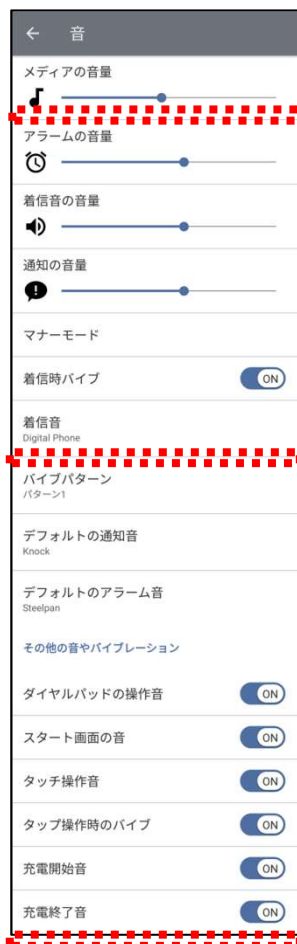 音
メディアの音量
アラームの音量
着信音の音量
通知の音量
マナーモード
着信時バイブ
ON
着信音
Digital Phone
バイブパターン
パターン1
デフォルトの通知音
Knock
デフォルトのアラーム音
Steelpan
その他の音やバイブレーション
ダイヤルパッドの操作音
ON
スタート画面の音
ON
タッチ操作音
ON
タップ操作時のバイブ
ON
充電開始音
ON
充電終了音
ON